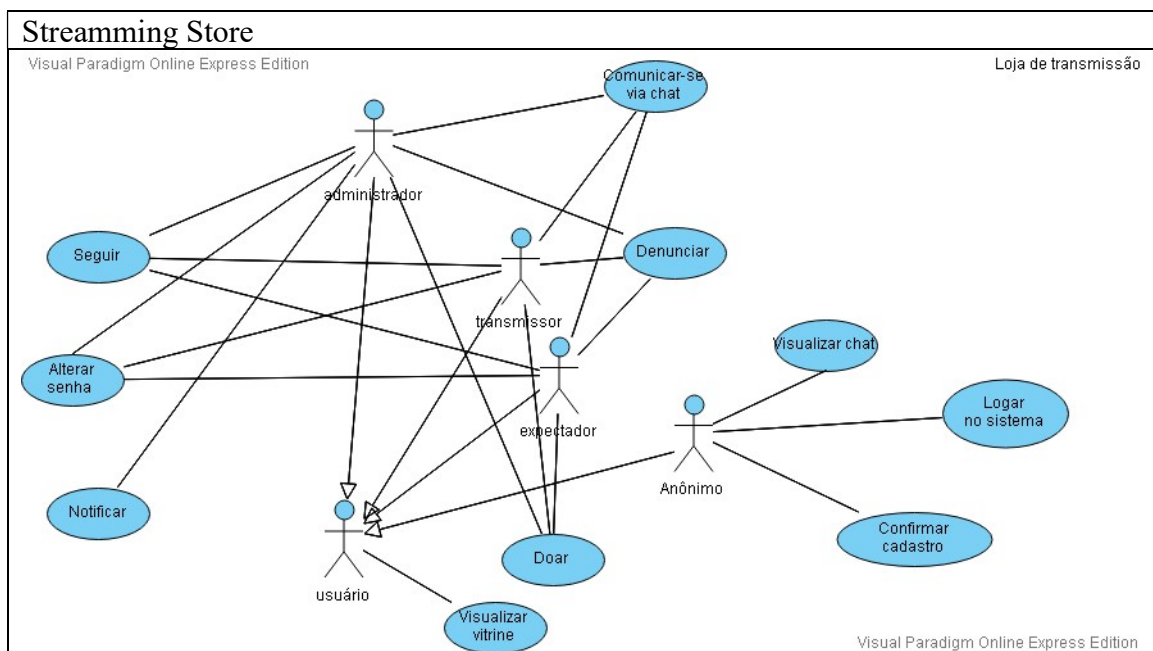 Streamming Store
Visual Paradigm Online Express Edition
Loja de transmissão
Comunicar-se
via chat
administrador
Seguir
Denunciar
transmissor
Visualizar chat
Alterar
senha
Logar
no sistema
expectador
Anônimo
Notificar
Confirmar
cadastro
Doar
usuário
Visualizar
vitrine
Visual Paradigm Online Express Edition